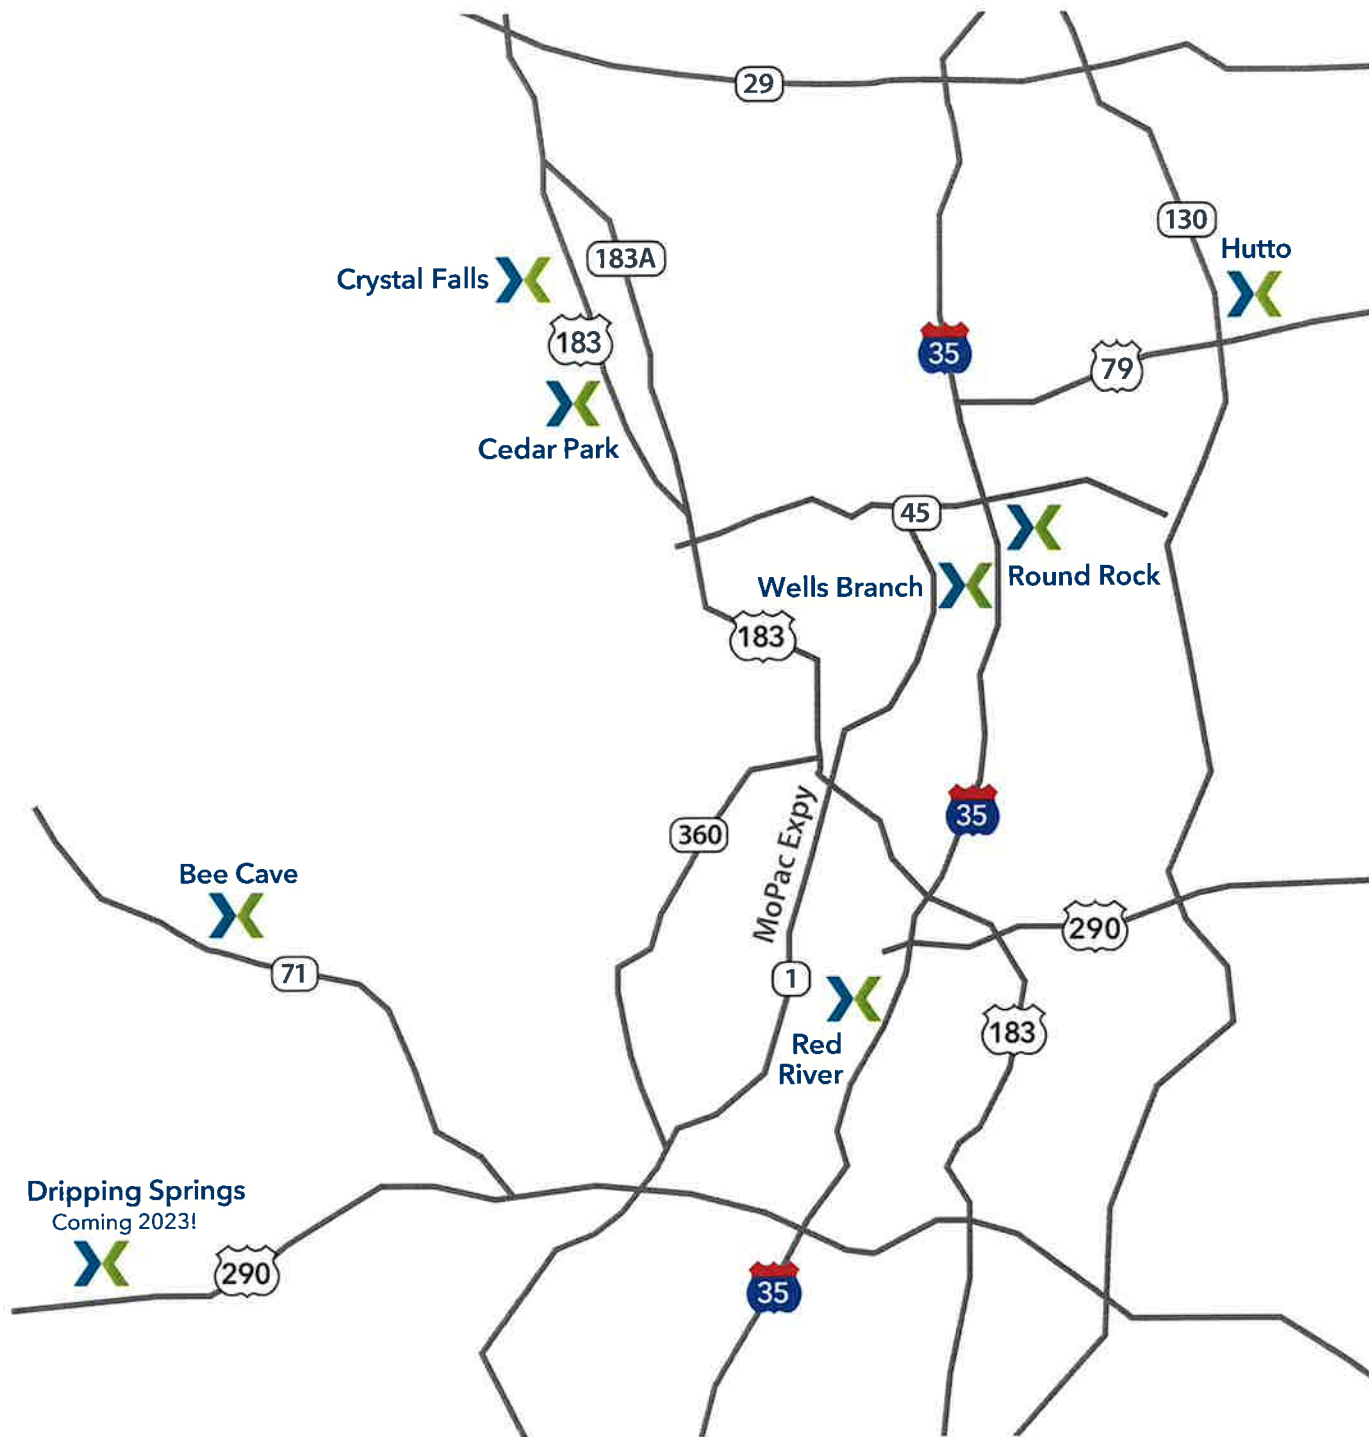 29
130
Hutto
183A
Crystal Falls
183
35
79
Cedar Park
45
Wells Branch
Round Rock
183
35
MoPac Expy
360
Bee Cave
290
71
1
Red
River
183
Dripping Springs
Coming 2023!
290
35